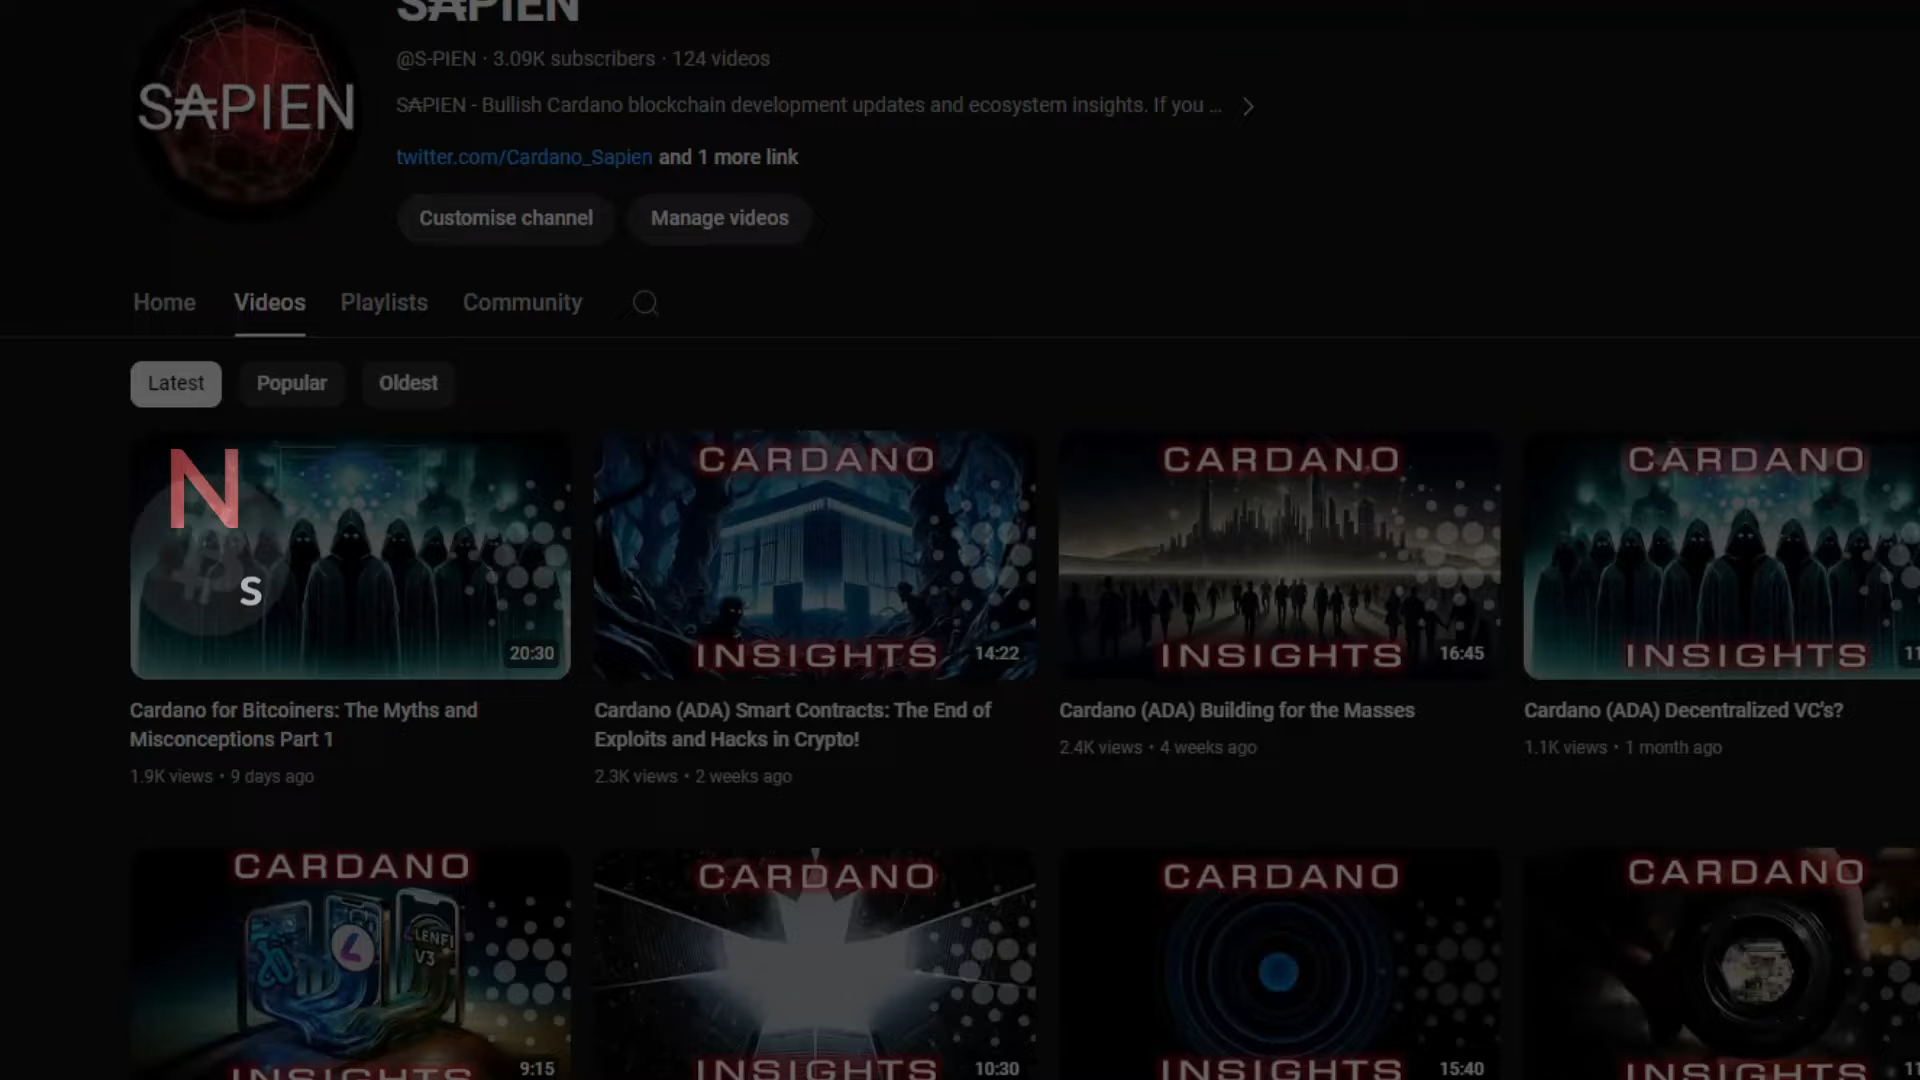 S₳PIEN
@S-PIEN · 3.09K subscribers · 124 videos
S₳PIEN
S₳PIEN - Bullish Cardano blockchain development updates and ecosystem insights. If you ...
twitter.com/Cardano_Sapien and 1 more link
Customise channel Manage videos
Home Videos Playlists Community
Latest Popular Oldest
N
s
20:30
CARDANO
INSIGHTS 14:22
CARDANO
INSIGHTS 16:45
CARDANO
INSIGHTS
Cardano for Bitcoiners: The Myths and
Misconceptions Part 1
1.9K views • 9 days ago
Cardano (ADA) Smart Contracts: The End of
Exploits and Hacks in Crypto!
2.3K views • 2 weeks ago
Cardano (ADA) Building for the Masses
2.4K views • 4 weeks ago
Cardano (ADA) Decentralized VC's?
1.1K views • 1 month ago
CARDANO
LENFI
V3
INSIGHTS 9:15
CARDANO
INSIGHTS 10:30
CARDANO
INSIGHTS 15:40
CARDANO
INSIGHTS